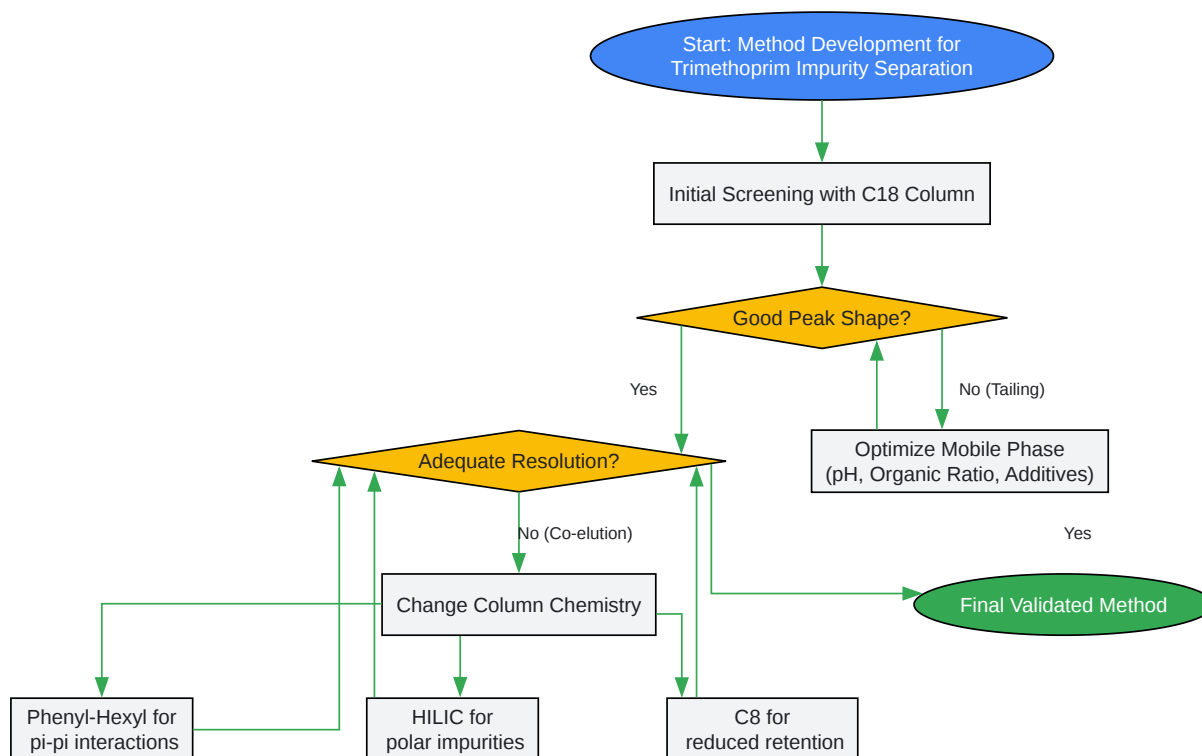 Start: Method Development for
Trimethoprim Impurity Separation
Initial Screening with C18 Column
Good Peak Shape?
Yes
No (Tailing)
Adequate Resolution?
Optimize Mobile Phase
(pH, Organic Ratio, Additives)
No (Co-elution)
Yes
Change Column Chemistry
Final Validated Method
Phenyl-Hexyl for
pi-pi interactions
HILIC for
polar impurities
C8 for
reduced retention